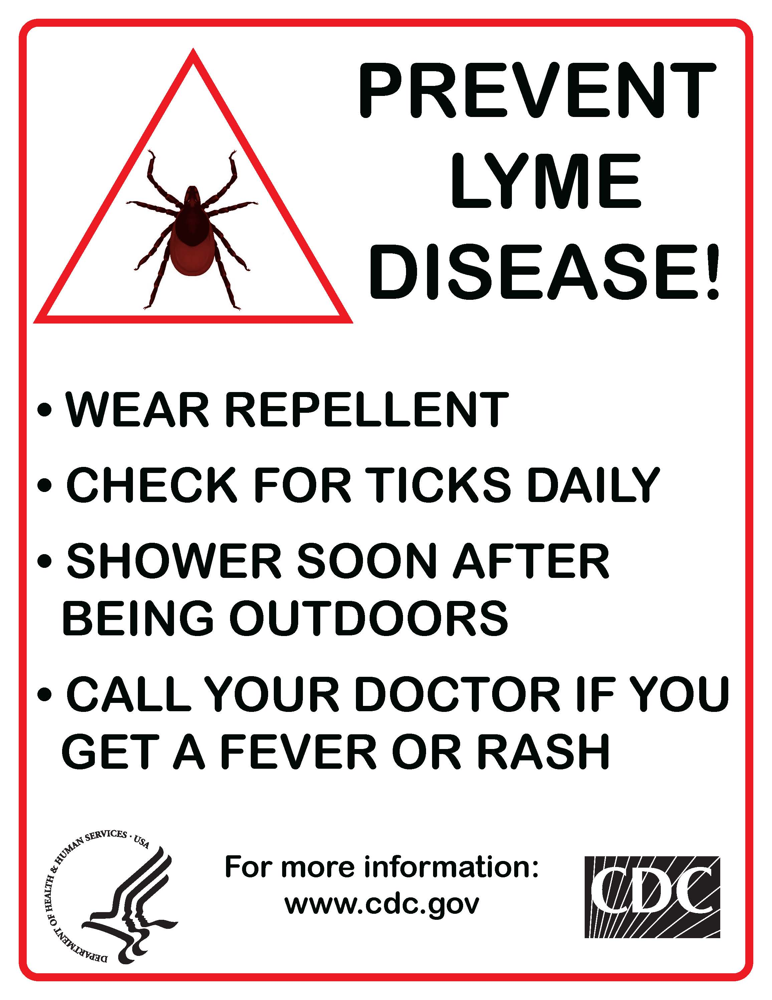 PREVENT
LYME
DISEASE!
• WEAR REPELLENT
• CHECK FOR TICKS DAILY
• SHOWER SOON AFTER
BEING OUTDOORS
• CALL YOUR DOCTOR IF YOU
GET A FEVER OR RASH
DEPARTMENT OF HEALTH & HUMAN SERVICES · USA
For more information:
www.cdc.gov
CDC